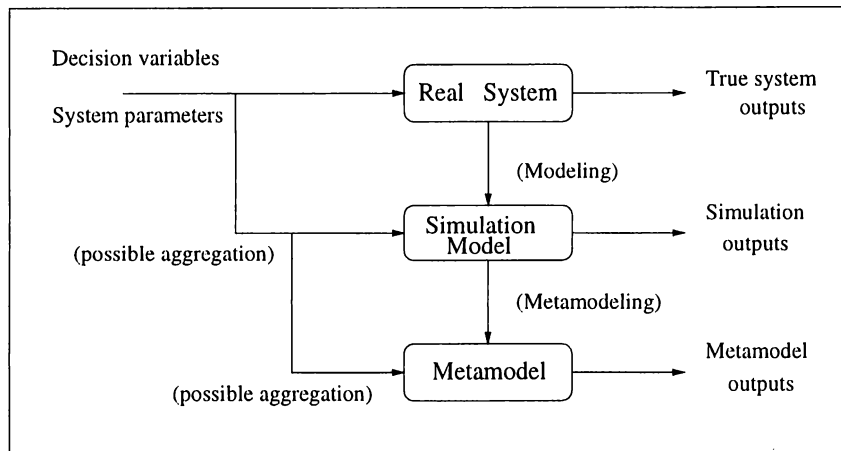 Decision variables
System parameters
Real System
True system
outputs
(Modeling)
(possible aggregation)
Simulation
Model
Simulation
outputs
(Metamodeling)
(possible aggregation)
Metamodel
Metamodel
outputs